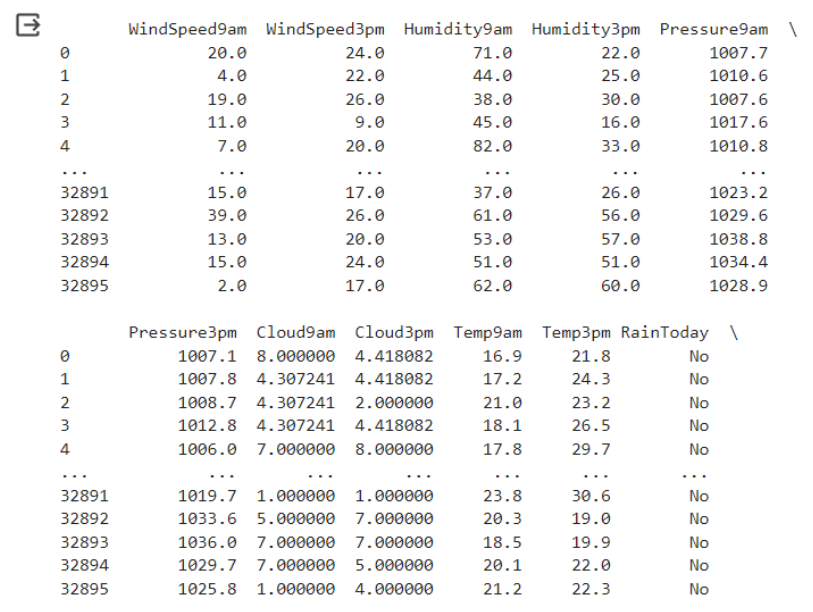 WindSpeed9am WindSpeed3pm Humidity9am Humidity3pm Pressure9am \
0 20.0 24.0 71.0 22.0 1007.7
1 4.0 22.0 44.0 25.0 1010.6
2 19.0 26.0 38.0 30.0 1007.6
3 11.0 9.0 45.0 16.0 1017.6
4 7.0 20.0 82.0 33.0 1010.8
... ... ... ... ... ...
32891 15.0 17.0 37.0 26.0 1023.2
32892 39.0 26.0 61.0 56.0 1029.6
32893 13.0 20.0 53.0 57.0 1038.8
32894 15.0 24.0 51.0 51.0 1034.4
32895 2.0 17.0 62.0 60.0 1028.9
Pressure3pm Cloud9am Cloud3pm Temp9am Temp3pm RainToday \
0 1007.1 8.000000 4.418082 16.9 21.8 No
1 1007.8 4.307241 4.418082 17.2 24.3 No
2 1008.7 4.307241 2.000000 21.0 23.2 No
3 1012.8 4.307241 4.418082 18.1 26.5 No
4 1006.0 7.000000 8.000000 17.8 29.7 No
... ... ... ... ... ... ...
32891 1019.7 1.000000 1.000000 23.8 30.6 No
32892 1033.6 5.000000 7.000000 20.3 19.0 No
32893 1036.0 7.000000 7.000000 18.5 19.9 No
32894 1029.7 7.000000 5.000000 20.1 22.0 No
32895 1025.8 1.000000 4.000000 21.2 22.3 No